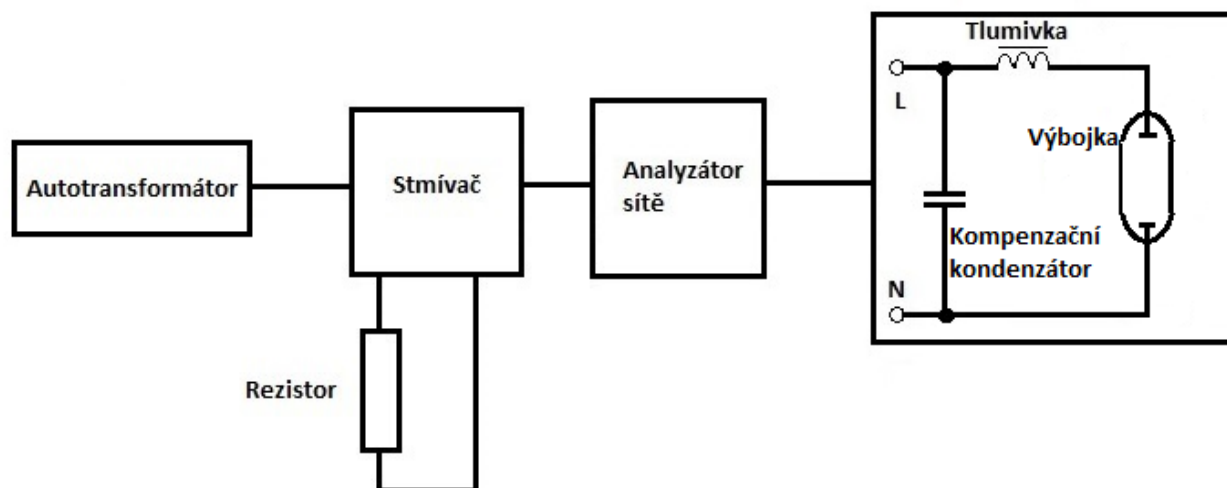 Tlumivka
L
Výbojka
Autotransformátor
Stmívač
Analyzátor
sítě
Kompenzační
kondenzátor
N
Rezistor